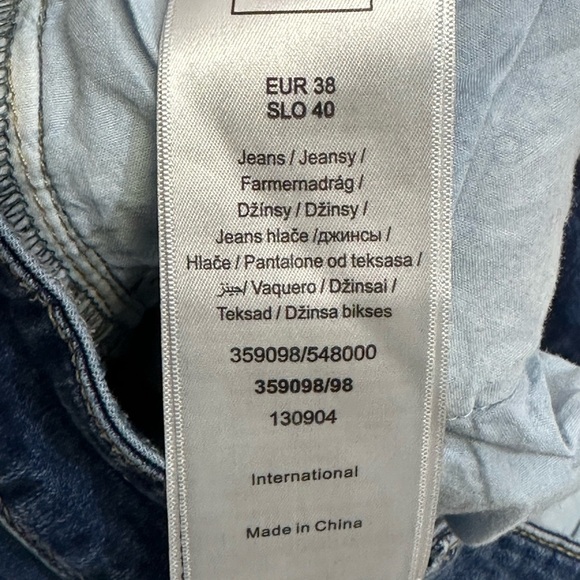 EUR 38
SLO 40
Jeans / Jeansy /
Farmernadrág /
Džínsy / Džinsy /
Jeans hlače /джинсы /
Hlače / Pantalone od teksasa /
جينز/ Vaquero / Džinsai /
Teksad / Džinsa bikses
359098/548000
359098/98
130904
International
Made in China